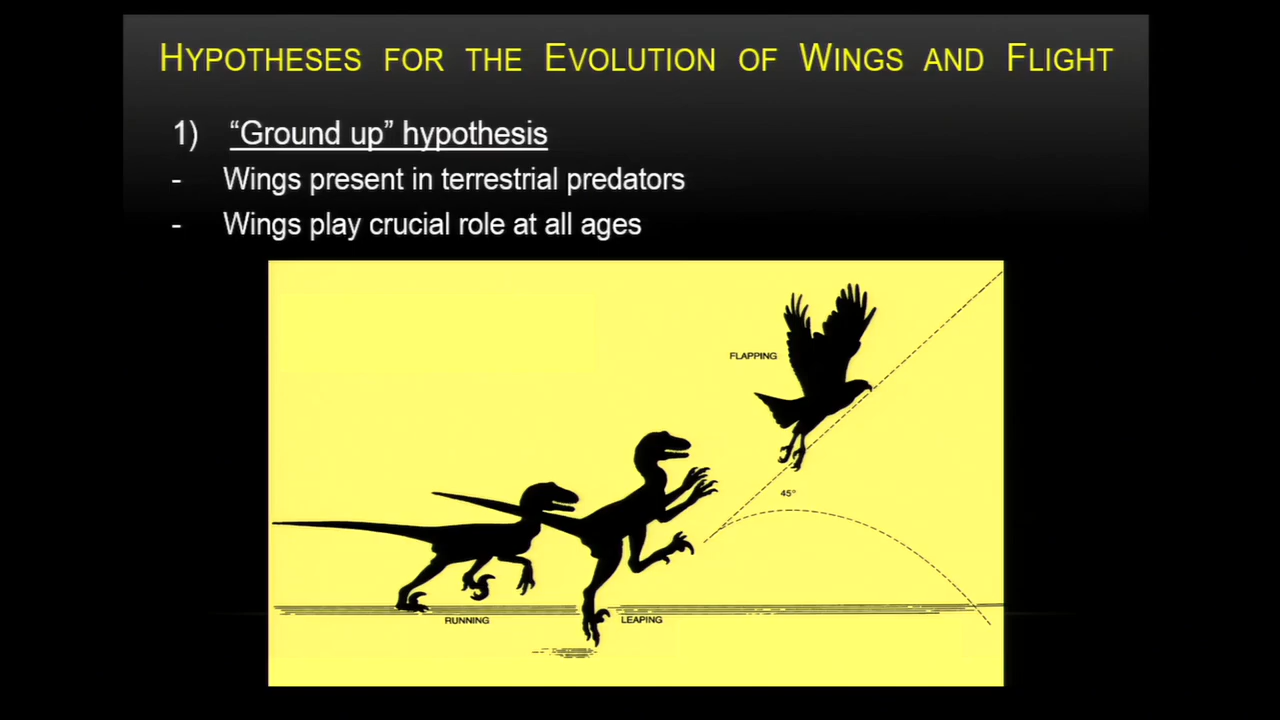 HYPOTHESES FOR THE EVOLUTION OF WINGS AND FLIGHT
1) “Ground up” hypothesis
- Wings present in terrestrial predators
- Wings play crucial role at all ages
FLAPPING
45°
RUNNING
LEAPING